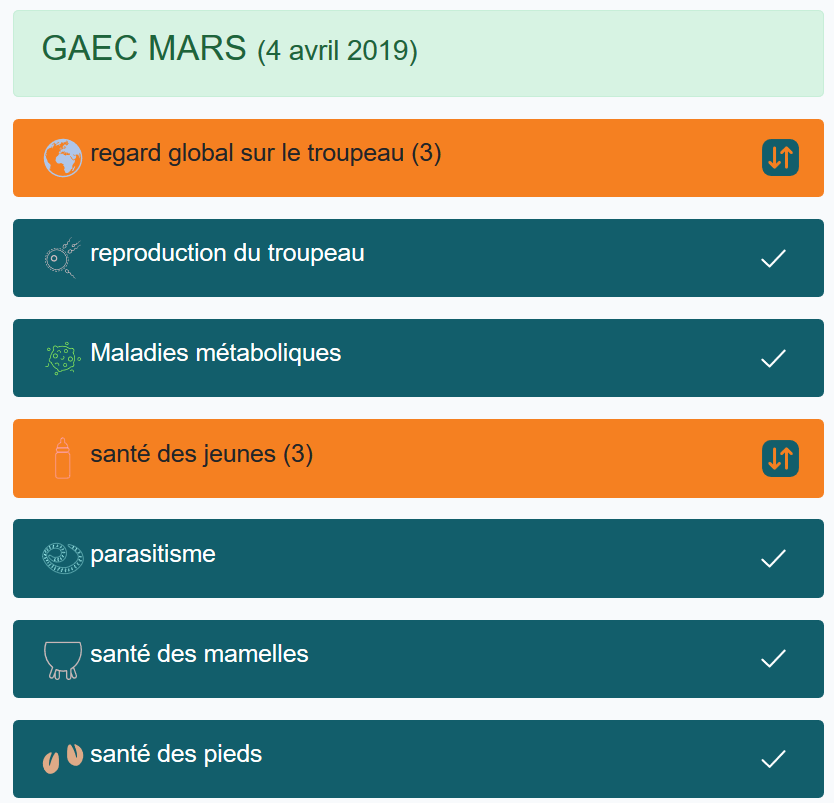 GAEC MARS (4 avril 2019)
regard global sur le troupeau (3)
reproduction du troupeau
Maladies métaboliques
santé des jeunes (3)
parasitisme
santé des mamelles
santé des pieds